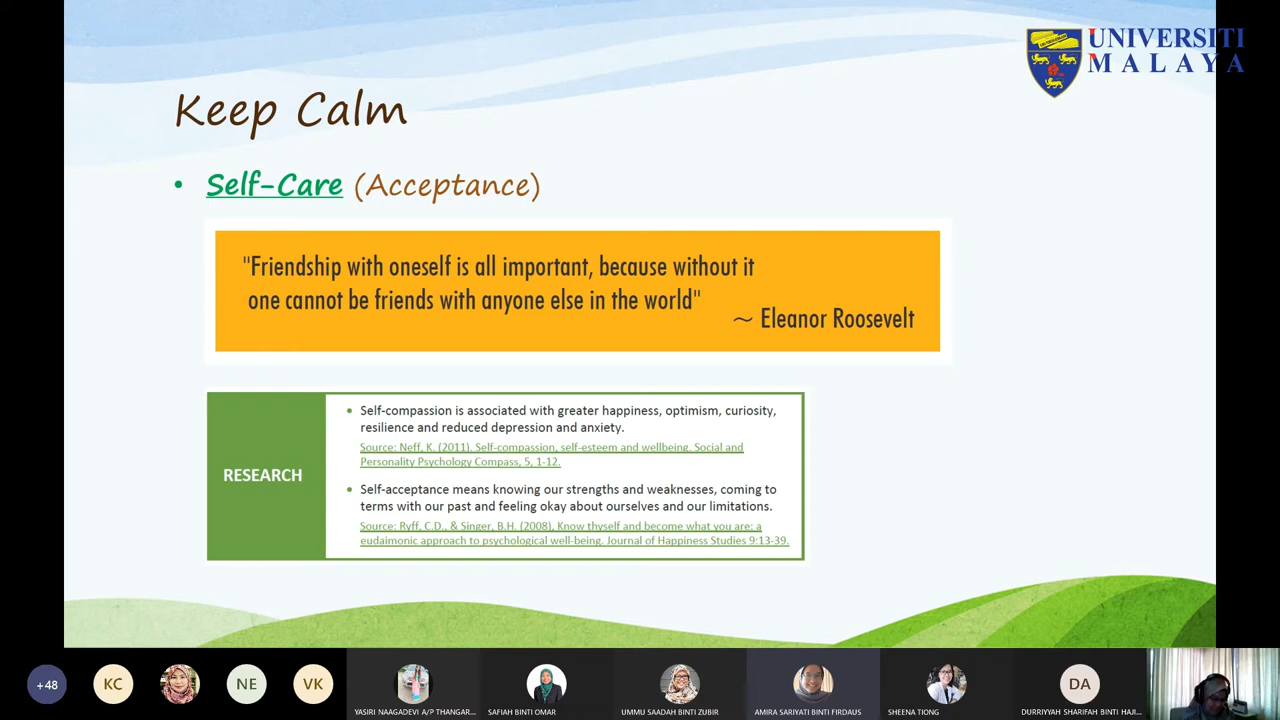 UNIVERSITI
MALAYA
Keep Calm
• Self-Care (Acceptance)
"Friendship with oneself is all important, because without it
one cannot be friends with anyone else in the world"
~ Eleanor Roosevelt
RESEARCH
• Self-compassion is associated with greater happiness, optimism, curiosity,
resilience and reduced depression and anxiety.
Source: Neff, K. (2011). Self-compassion, self-esteem and wellbeing. Social and
Personality Psychology Compass, 5, 1-12.
• Self-acceptance means knowing our strengths and weaknesses, coming to
terms with our past and feeling okay about ourselves and our limitations.
Source: Ryff, C.D., & Singer, B.H. (2008), Know thyself and become what you are: a
eudaimonic approach to psychological well-being. Journal of Happiness Studies 9:13-39.
+48
KC
NE
VK
YASIRI NAAGADEVI A/P THANGAR...
SAFIAH BINTI OMAR
UMMU SAADAH BINTI ZUBIR
AMIRA SARIYATI BINTI FIRDAUS
SHEENA TIONG
DA
DURRIYYAH SHARIFAH BINTI HAJI...